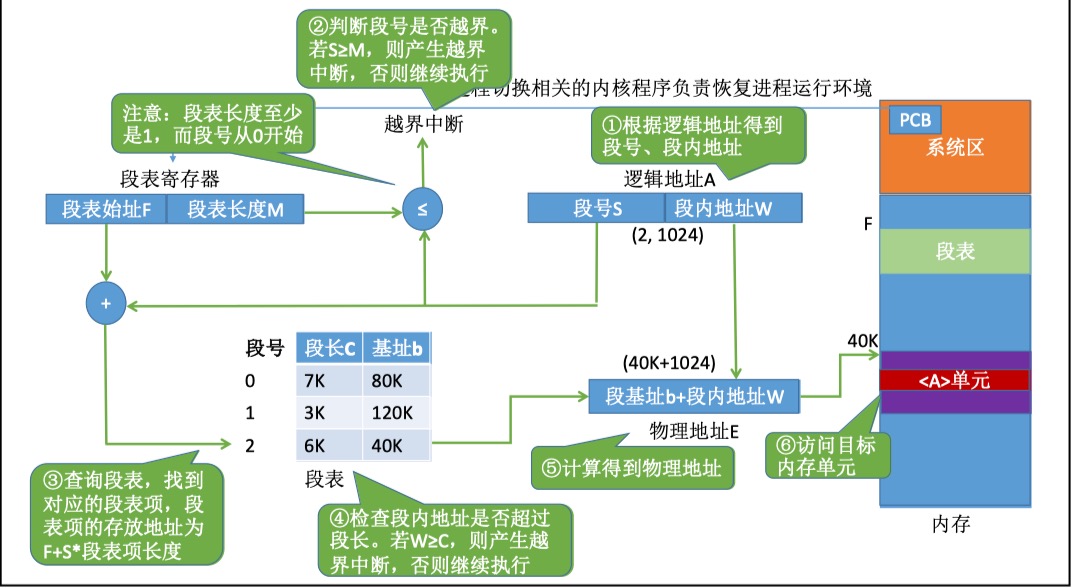 ②判断段号是否越界。
若S≥M，则产生越界
中断，否则继续执行
程切换相关的内核程序负责恢复进程运行环境
注意：段表长度至少
是1，而段号从0开始
越界中断
①根据逻辑地址得到
段号、段内地址
PCB
系统区
段表寄存器
逻辑地址A
段表始址F
段表长度M
≤
段号S
段内地址W
(2, 1024)
F
段表
+
段号
段长C
基址b
0
7K
80K
1
3K
120K
2
6K
40K
段表
(40K+1024)
段基址b+段内地址W
物理地址E
40K
<A>单元
③查询段表，找到
对应的段表项，段
表项的存放地址为
F+S*段表项长度
④检查段内地址是否超过
段长。若W≥C，则产生越
界中断，否则继续执行
⑤计算得到物理地址
⑥访问目标
内存单元
内存